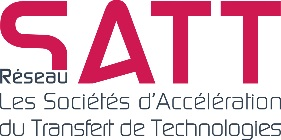 SATT
Réseau
Les Sociétés d'Accélération
du Transfert de Technologies